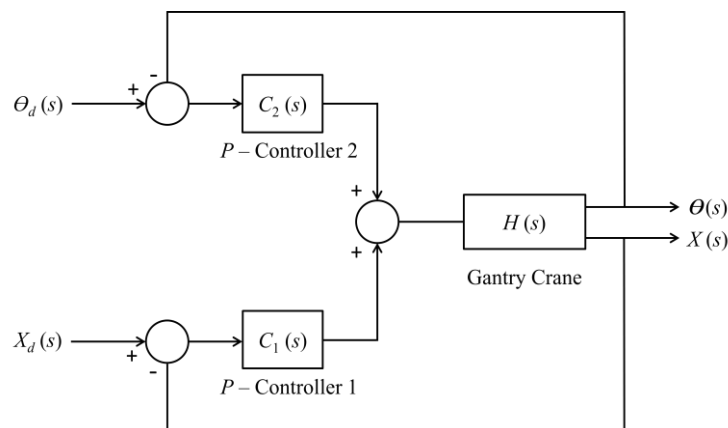 -
+
ϴd (s)
C2 (s)
P – Controller 2
+
H (s)
ϴ(s)
X (s)
+
Gantry Crane
Xd (s)
+
-
C1 (s)
P – Controller 1